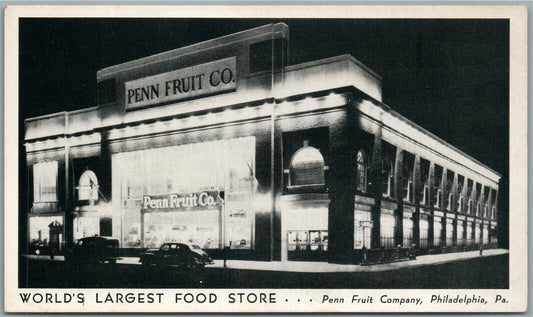 PENN FRUIT CO.
Penn Fruit Co.
WORLD'S LARGEST FOOD STORE . . . Penn Fruit Company, Philadelphia, Pa.